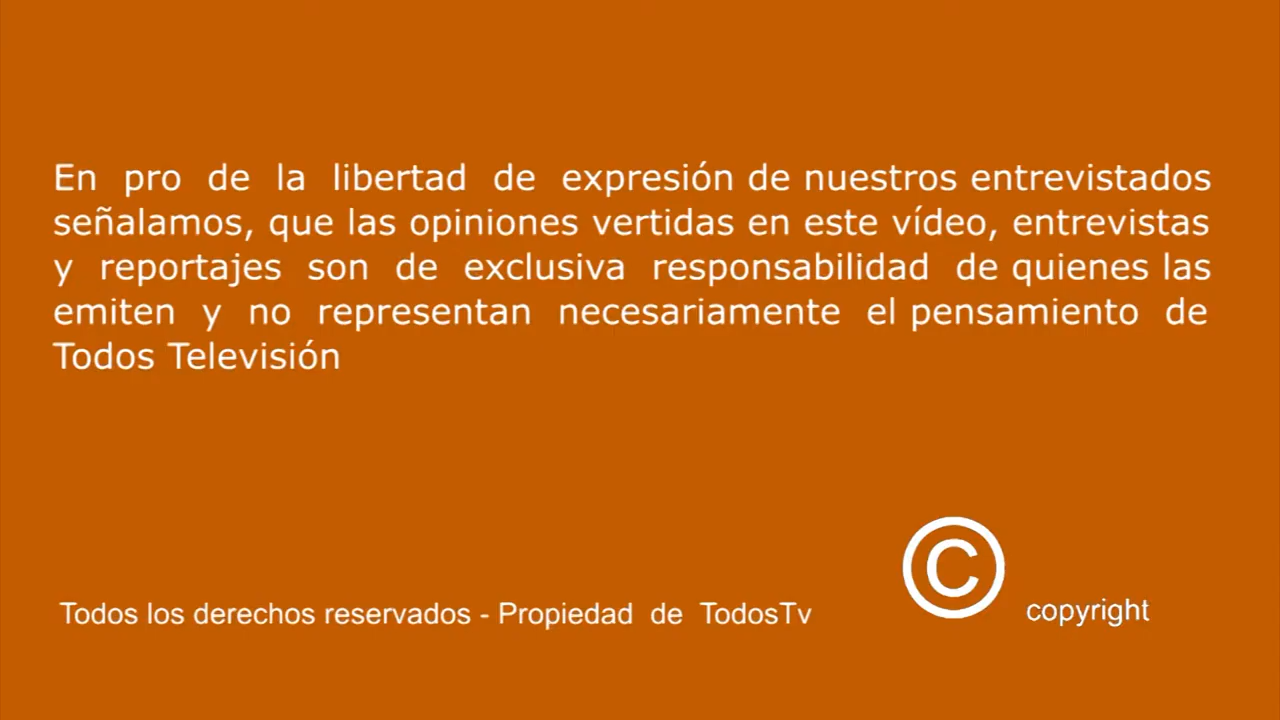 En pro de la libertad de expresión de nuestros entrevistados
señalamos, que las opiniones vertidas en este vídeo, entrevistas
y reportajes son de exclusiva responsabilidad de quienes las
emiten y no representan necesariamente el pensamiento de
Todos Televisión
Todos los derechos reservados - Propiedad de TodosTv
© copyright